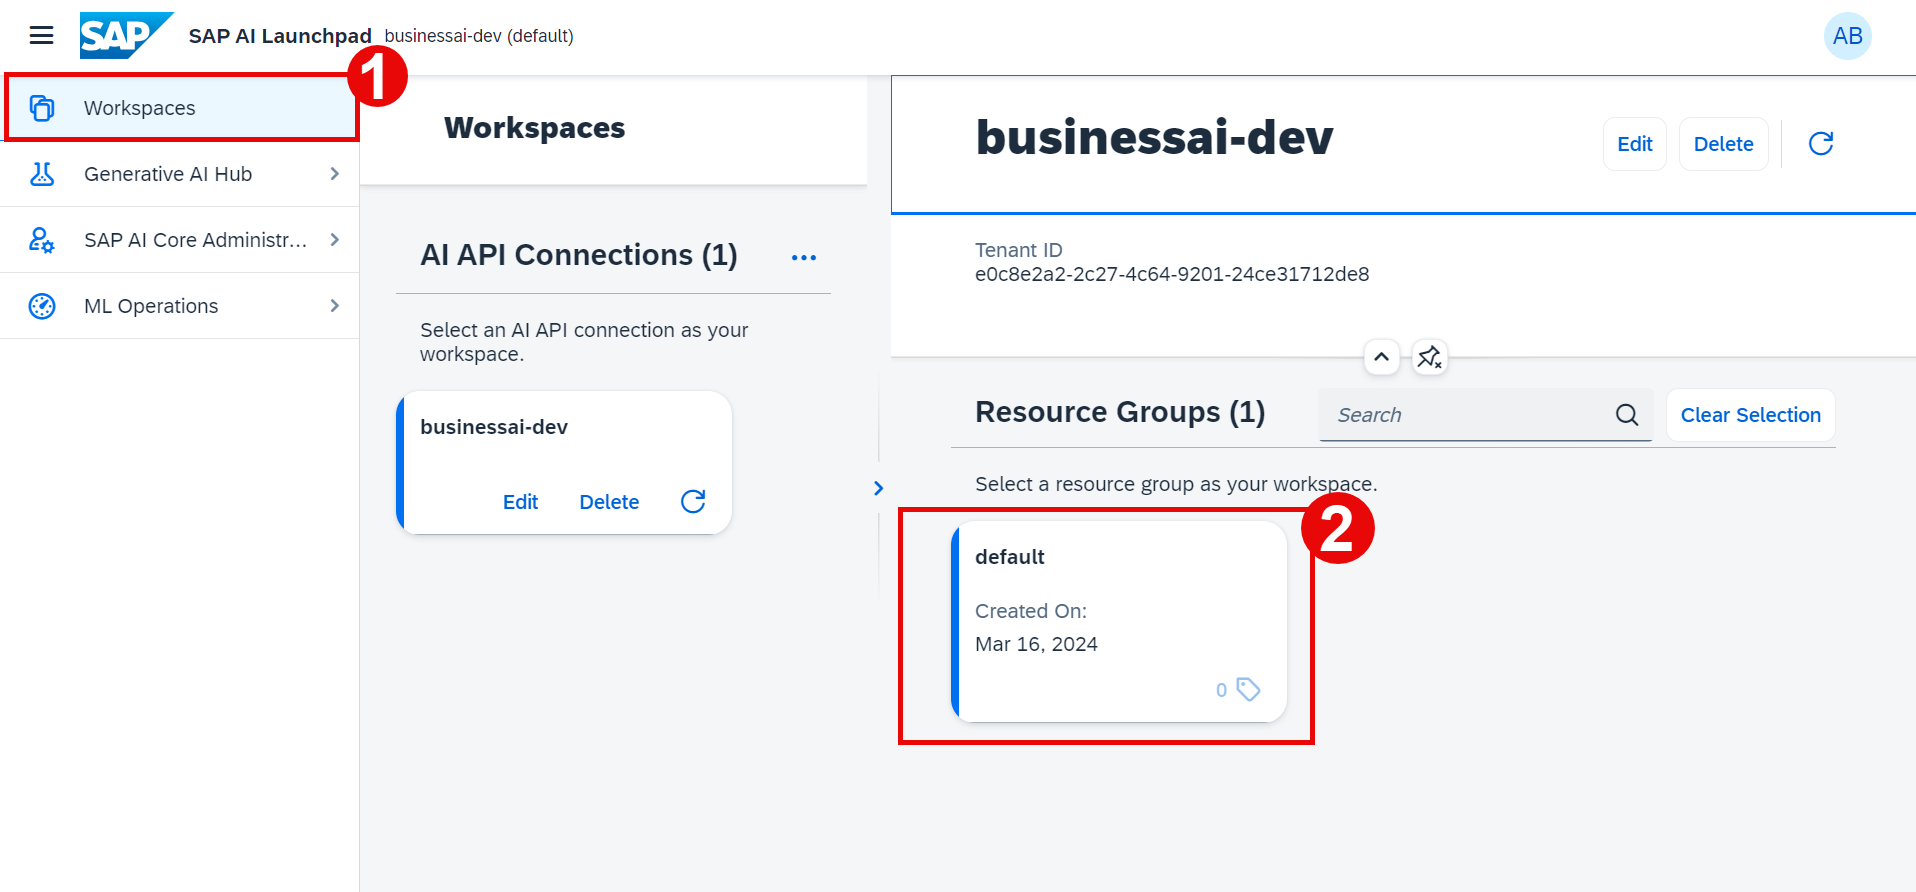 SAP SAP AI Launchpad businessai-dev (default) AB
1
Workspaces
Generative AI Hub
SAP AI Core Administr...
ML Operations
Workspaces
AI API Connections (1)
Select an AI API connection as your
workspace.
businessai-dev
Edit Delete
businessai-dev
Edit Delete
Tenant ID
e0c8e2a2-2c27-4c64-9201-24ce31712de8
Resource Groups (1)
Search
Clear Selection
Select a resource group as your workspace.
2
default
Created On:
Mar 16, 2024
0